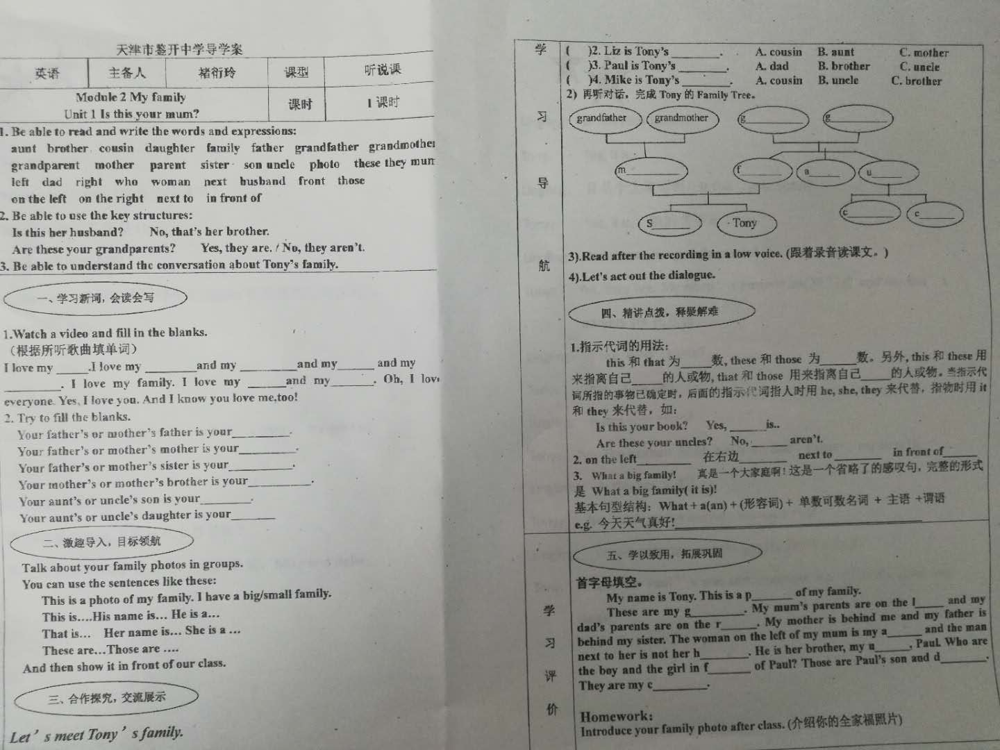 天津市鉴开中学导学案
英语 主备人 褚衍玲 课型 听说课
Module 2 My family
Unit 1 Is this your mum?
课时 1 课时
1. Be able to read and write the words and expressions:
aunt brother cousin daughter family father grandfather grandmother
grandparent mother parent sister son uncle photo these they mum
left dad right who woman next husband front those
on the left on the right next to in front of
2. Be able to use the key structures:
Is this her husband? No, that's her brother.
Are these your grandparents? Yes, they are. / No, they aren't.
3. Be able to understand the conversation about Tony's family.
一、学习新词，会读会写
1.Watch a video and fill in the blanks.
（根据所听歌曲填单词）
I love my _____.I love my ________and my _________and my______ and my
_________. I love my family. I love my ______and my_______. Oh, I love
everyone. Yes, I love you. And I know you love me,too!
2. Try to fill the blanks.
Your father's or mother's father is your_________.
Your father's or mother's mother is your_________.
Your father's or mother's sister is your__________.
Your mother's or mother's brother is your__________.
Your aunt's or uncle's son is your________.
Your aunt's or uncle's daughter is your_______
二、激趣导入，目标领航
Talk about your family photos in groups.
You can use the sentences like these:
This is a photo of my family. I have a big/small family.
This is....His name is... He is a...
That is... Her name is... She is a ...
These are...Those are ....
And then show it in front of our class.
三、合作探究，交流展示
Let's meet Tony's family.
学习导航
( )2. Liz is Tony's ________. A. cousin B. aunt C. mother
( )3. Paul is Tony's ________. A. dad B. brother C. uncle
( )4. Mike is Tony's ________. A. cousin B. uncle C. brother
2) 再听对话，完成 Tony 的 Family Tree。
grandfather grandmother g__________ g__________
m__________ f_______ a_____ u_____
c________ c______
S______ Tony
3).Read after the recording in a low voice. (跟着录音读课文。)
4).Let's act out the dialogue.
四、精讲点拨，释疑解难
1.指示代词的用法：
this 和 that 为_____数, these 和 those 为______数。另外, this 和 these 用
来指离自己_____的人或物, that 和 those 用来指离自己_____的人或物。当指示代
词所指的事物已确定时，后面的指示代词指人时用 he, she, they 来代替，指物时用 it
和 they 来代替，如：
Is this your book? Yes, ______is..
Are these your uncles? No, ______ aren't.
2. on the left_________ 在右边________ next to ________ in front of______
3. What a big family! 真是一个大家庭啊！这是一个省略了的感叹句，完整的形式
是 What a big family( it is)!
基本句型结构：What + a(an) + (形容词) + 单数可数名词 + 主语 +谓语
e.g. 今天天气真好!________________________________
学习评价
五、学以致用，拓展巩固
首字母填空。
My name is Tony. This is a p_______ of my family.
These are my g_________. My mum's parents are on the l_____ and my
dad's parents are on the r______. My mother is behind me and my father is
behind my sister. The woman on the left of my mum is my a______ and the man
next to her is not her h________. He is her brother, my u______, Paul. Who are
the boy and the girl in f_______ of Paul? Those are Paul's son and d________.
They are my c_________.
Homework:
Introduce your family photo after class. (介绍你的全家福照片)